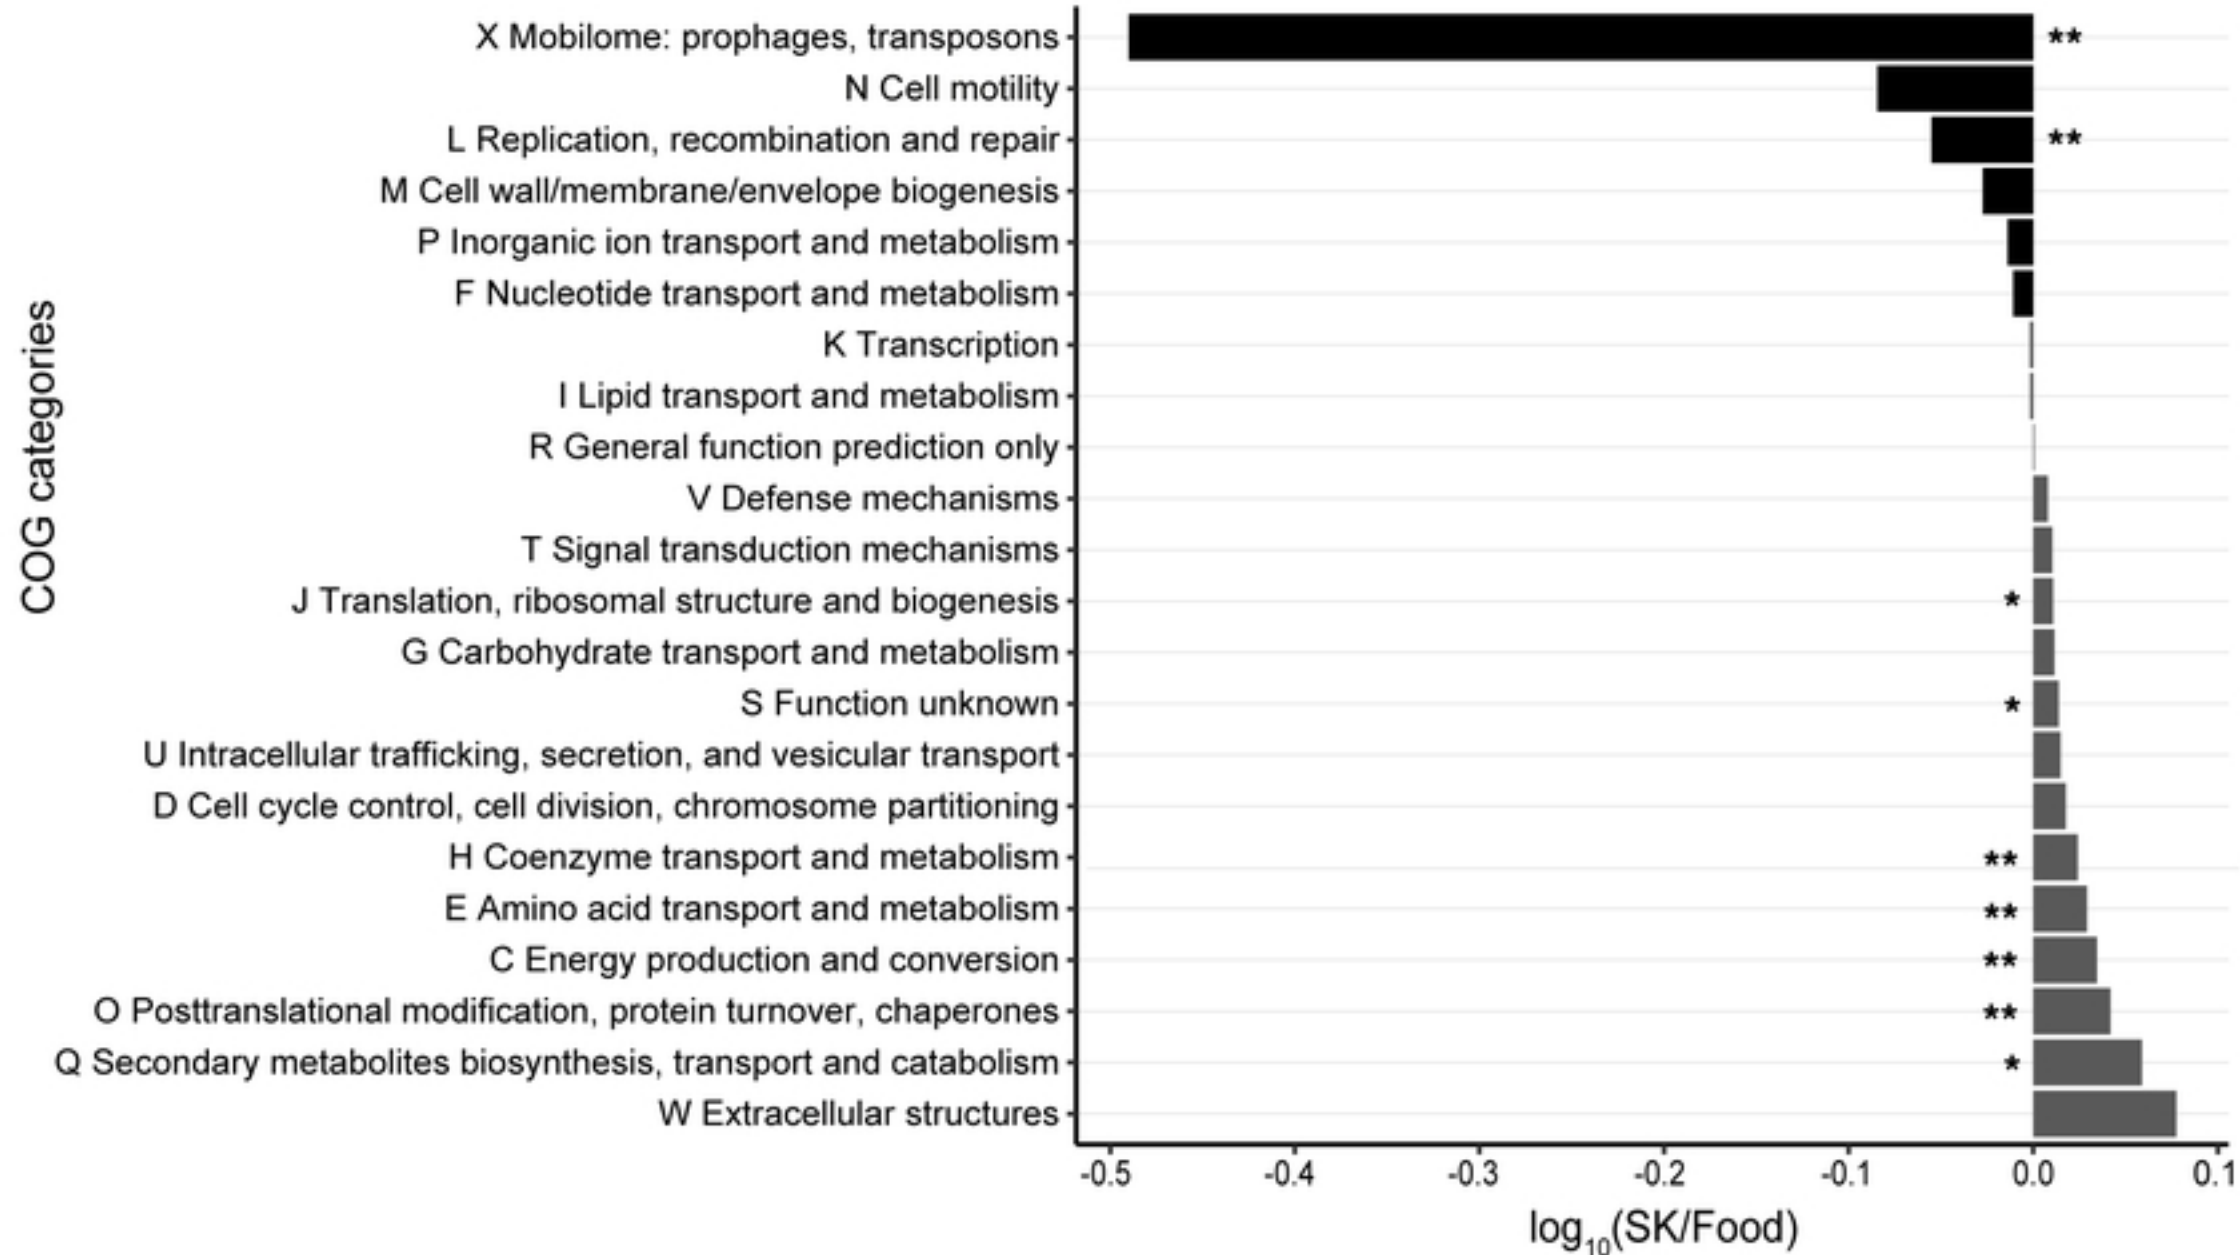 X Mobilome: prophages, transposons **
N Cell motility
L Replication, recombination and repair **
M Cell wall/membrane/envelope biogenesis
P Inorganic ion transport and metabolism
F Nucleotide transport and metabolism
K Transcription
I Lipid transport and metabolism
R General function prediction only
V Defense mechanisms
T Signal transduction mechanisms
J Translation, ribosomal structure and biogenesis *
G Carbohydrate transport and metabolism
S Function unknown *
U Intracellular trafficking, secretion, and vesicular transport
D Cell cycle control, cell division, chromosome partitioning
H Coenzyme transport and metabolism **
E Amino acid transport and metabolism **
C Energy production and conversion **
O Posttranslational modification, protein turnover, chaperones **
Q Secondary metabolites biosynthesis, transport and catabolism *
W Extracellular structures
COG categories
-0.5 -0.4 -0.3 -0.2 -0.1 0.0 0.1
log₁₀(SK/Food)